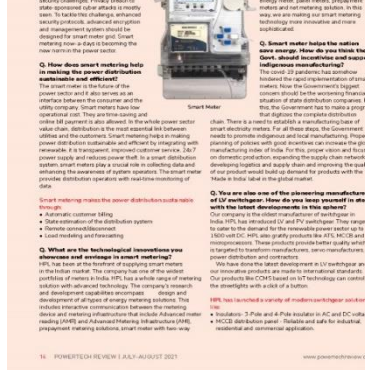 security challenges. Privacy breach to
state-sponsored cyber-attacks is mostly
seen. To tackle this challenge, enhanced
security protocols, advanced encryption
and management system should be
designed for smart meter grid. Smart
metering now-a-days is becoming the
new norm in the power sector.
Q. How does smart metering help
in making the power distribution
sustainable and efficient?
The smart meter is the future of the
power sector and it also serves as an
interface between the consumer and the
utility company. Smart meters have low
operational cost. They are time-saving and
online bill payment is also allowed. In the whole power sector
value chain, distribution is the most essential link between
utilities and the customers. Smart metering helps in making
power distribution sustainable and efficient by integrating with
renewable, it is transparent, improved customer service, 24x7
power supply and reduces power theft. In a smart distribution
system, smart meters play a crucial role in collecting data and
enhancing the awareness of system operators. The smart meter
provides distribution operators with real-time monitoring of
data.
Smart metering makes the power distribution sustainable
through:
• Automatic customer billing
• State estimation of the distribution system
• Remote connect/disconnect
• Load modeling and forecasting
Q. What are the technological innovations you
showcase and envisage in smart metering?
HPL has been at the forefront of supplying smart meters
in the Indian market. The company has one of the widest
portfolios of meters in India. HPL has a whole range of metering
solution with advanced technology. The company's research
and development capabilities encompass design and
development of all types of energy metering solutions. This
includes interactive communication between the metering
device and metering infrastructure that include Advanced meter
reading (AMR) and Advanced Metering Infrastructure (AMI),
prepayment metering solutions, smart meter with two-way
Smart Meter
energy meter, panel meters, prepayment
meters and net metering solution. In this
way, we are making our smart metering
technology more innovative and more
sophisticated.
Q. Smart meter helps the nation
save energy. How do you think the
Govt. should incentivise and
indigenous manufacturing?
The covid-19 pandemic has somehow
hindered the rapid implementation of
meters. Now the Government's biggest
concern should be the worsening financial
situation of state distribution companies.
this, the Government has to make a
that digitizes the complete distribution
chain. There is a need to establish a manufacturing base of
smart electricity meters. For all these steps, the Government
needs to promote indigenous and local manufacturing. Proper
planning of policies with good incentives can increase the
manufacturing index of India. For this, proper vision and
on domestic production, expanding the supply chain network
developing logistics and supply chain and improving the
of our product would build up demand for products with the
'Made in India' label in the global market.
Q. You are also one of the pioneering
of LV switchgear. How do you keep yourself in
with the latest developments in this system?
Our company is the oldest manufacturer of switchgear in
India. HPL has introduced LV and PV switchgear. They range
to cater to the demand for the renewable power sector up to
1500 volt DC. HPL also gratify products like ATS, MCCB and
microprocessors. These products provide better quality
is targeted to transform manufacturers, servo manufacturers,
power distribution and contractors.
We have done the latest development in LV switchgear
our innovative products are made to international standards.
Our products like CCMS based on IoT technology can control
the streetlights with a click of a button.
HPL has launched a variety of modern switchgear
like
• Insulators- 3-Pole and 4-Pole isolator in AC and DC
• MCCB distribution panel - Reliable and safe for industrial,
residential and commercial application.
14 POWERTECH REVIEW | JULY-AUGUST 2021